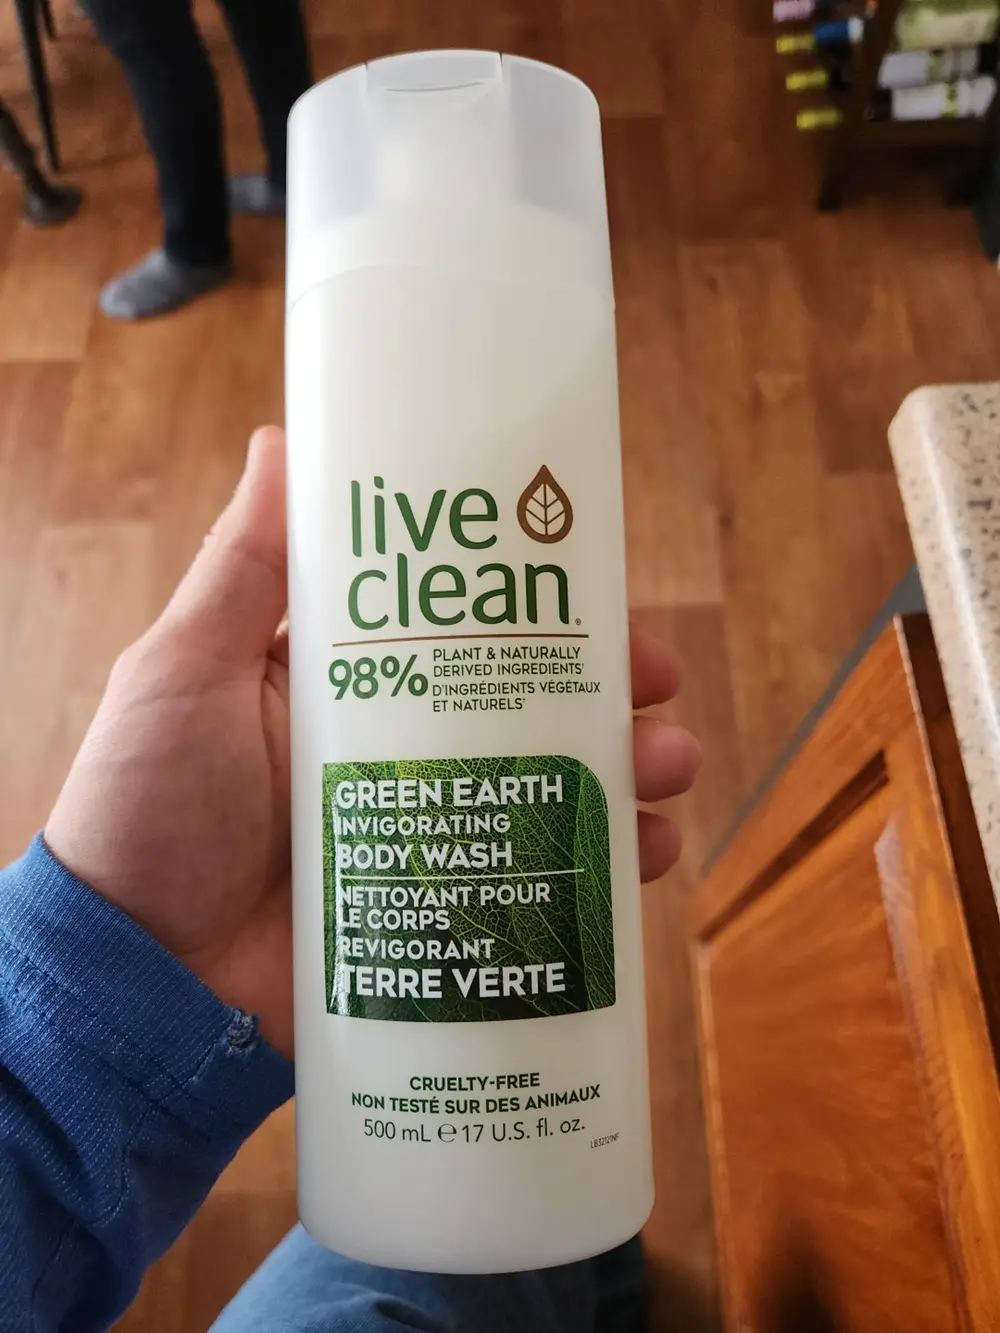 live
clean®
98% PLANT & NATURALLY
DERIVED INGREDIENTS*
D'INGRÉDIENTS VÉGÉTAUX
ET NATURELS*
GREEN EARTH
INVIGORATING
BODY WASH
NETTOYANT POUR
LE CORPS
REVIGORANT
TERRE VERTE
CRUELTY-FREE
NON TESTÉ SUR DES ANIMAUX
500 mL ℮ 17 U.S. fl. oz.